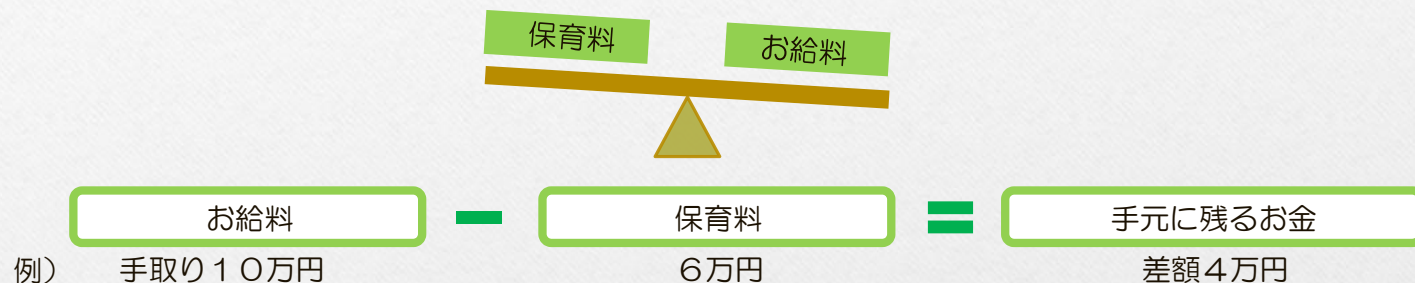 保育料
お給料
お給料 － 保育料 ＝ 手元に残るお金
例） 手取り１０万円 ６万円 差額４万円